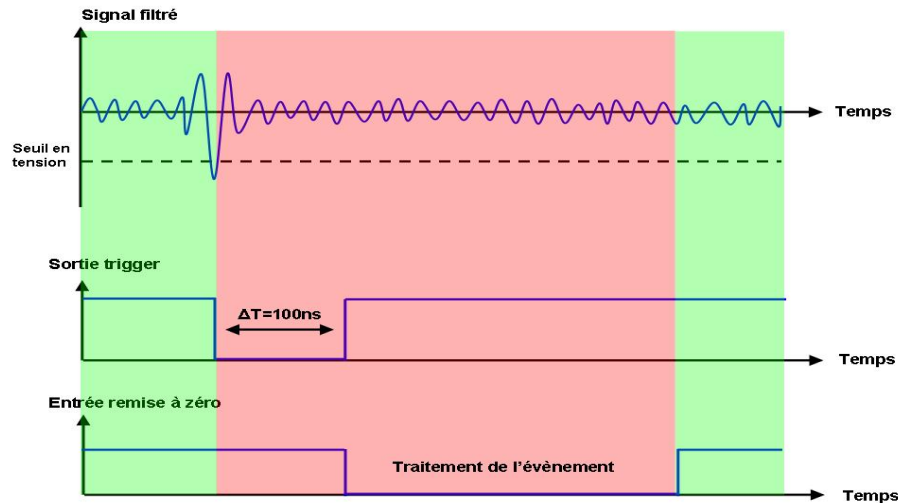 Signal filtré
Temps
Seuil en
tension
Sortie trigger
ΔT=100ns
Temps
Entrée remise à zéro
Traitement de l'évènement
Temps